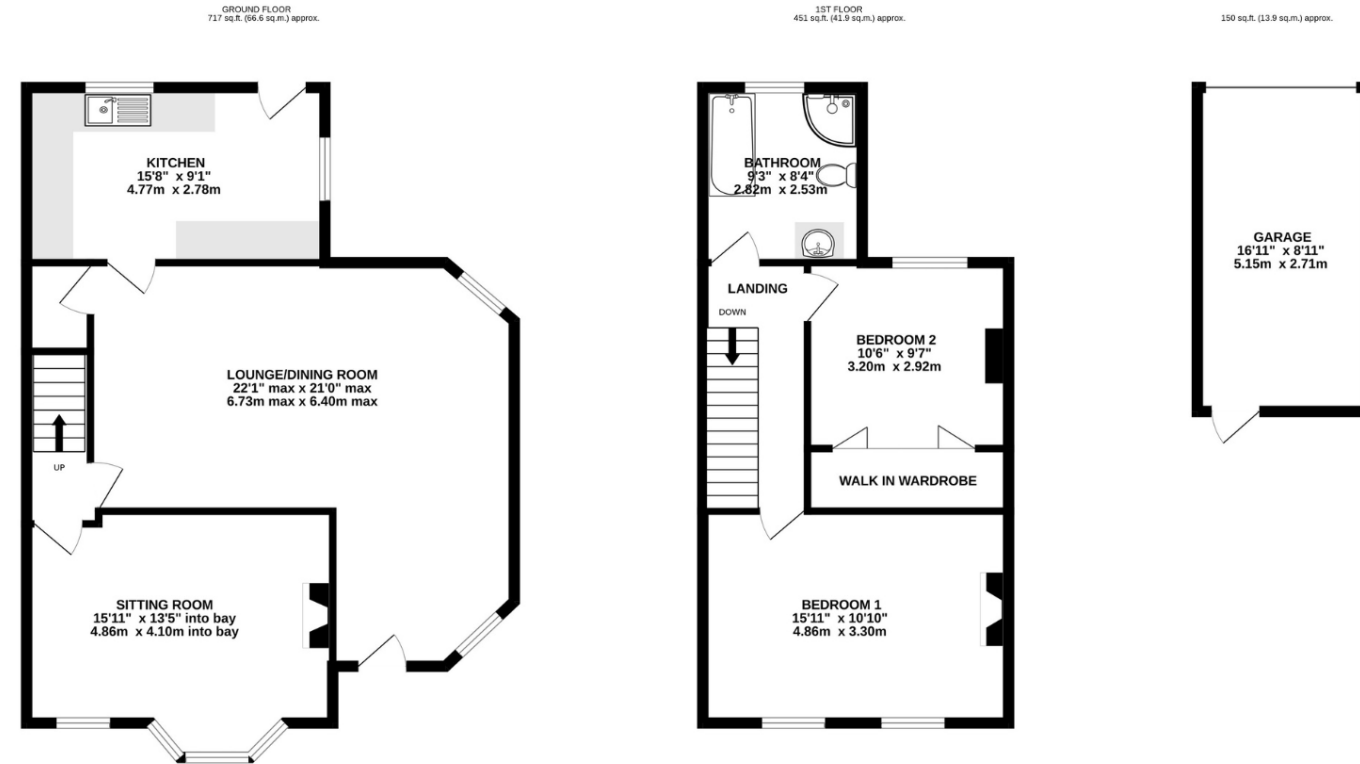 GROUND FLOOR
717 sq.ft. (66.6 sq.m.) approx.
KITCHEN
15'8" x 9'1"
4.77m x 2.78m
LOUNGE/DINING ROOM
22'1" max x 21'0" max
6.73m max x 6.40m max
UP
SITTING ROOM
15'11" x 13'5" into bay
4.86m x 4.10m into bay
1ST FLOOR
451 sq.ft. (41.9 sq.m.) approx.
BATHROOM
9'3" x 8'4"
2.82m x 2.53m
LANDING
DOWN
BEDROOM 2
10'6" x 9'7"
3.20m x 2.92m
WALK IN WARDROBE
BEDROOM 1
15'11" x 10'10"
4.86m x 3.30m
150 sq.ft. (13.9 sq.m.) approx.
GARAGE
16'11" x 8'11"
5.15m x 2.71m